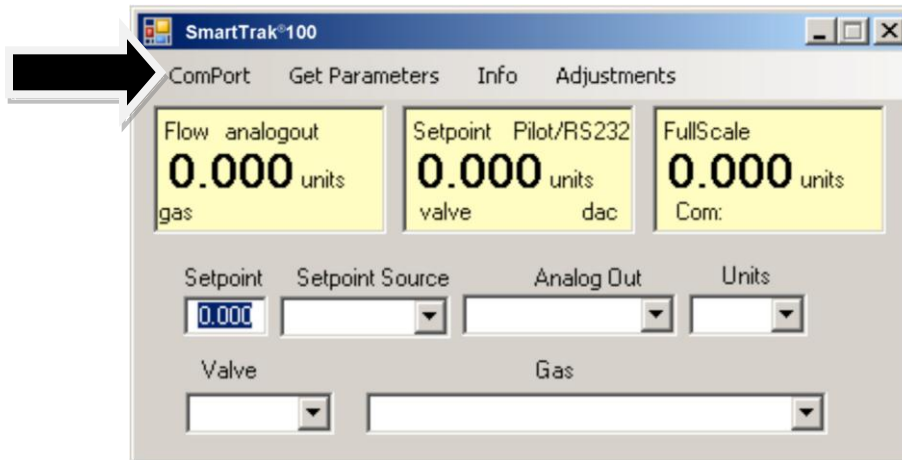 SmartTrak®100
ComPort Get Parameters Info Adjustments
Flow analogout
0.000 units
gas
Setpoint Pilot/RS232
0.000 units
valve dac
FullScale
0.000 units
Com:
Setpoint Setpoint Source Analog Out Units
0.000
Valve Gas